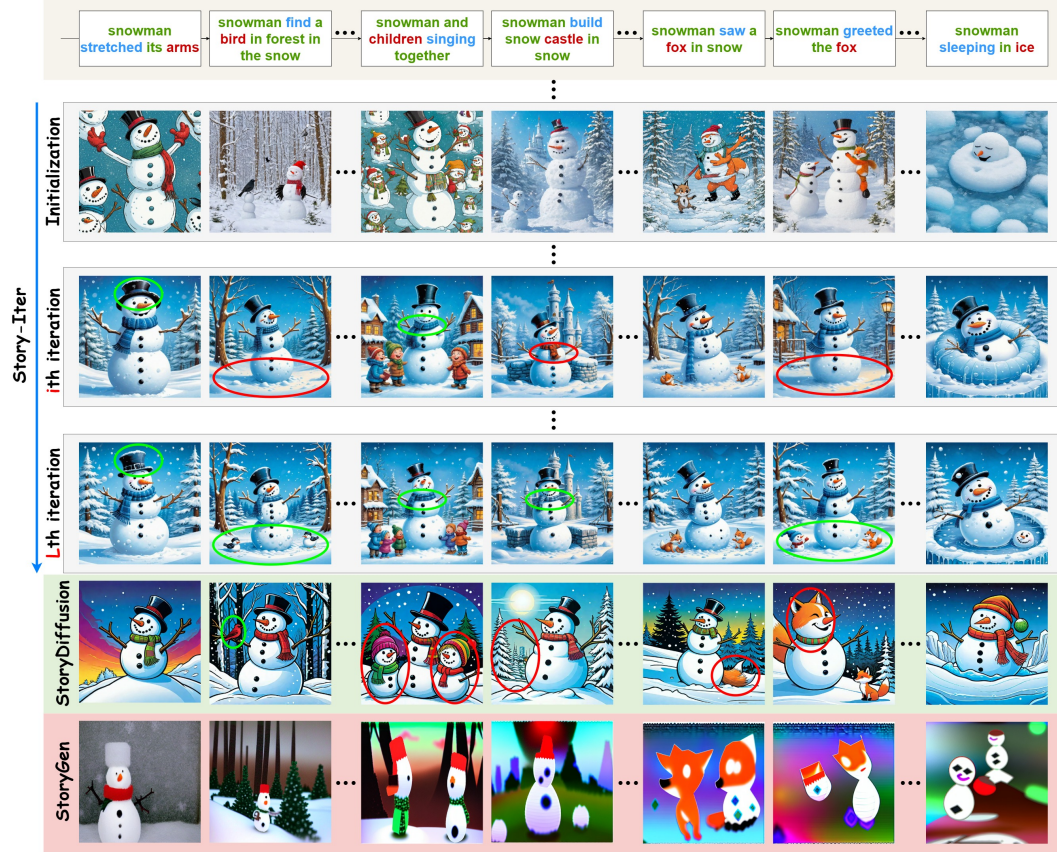 snowman
stretched its arms
snowman find a
bird in forest in
the snow
•••
snowman and
children singing
together
snowman build
snow castle in
snow
•••
snowman saw a
fox in snow
snowman greeted
the fox
•••
snowman
sleeping in ice
Story-Iter
Initialization
ith iteration
Lth iteration
StoryDiffusion
StoryGen